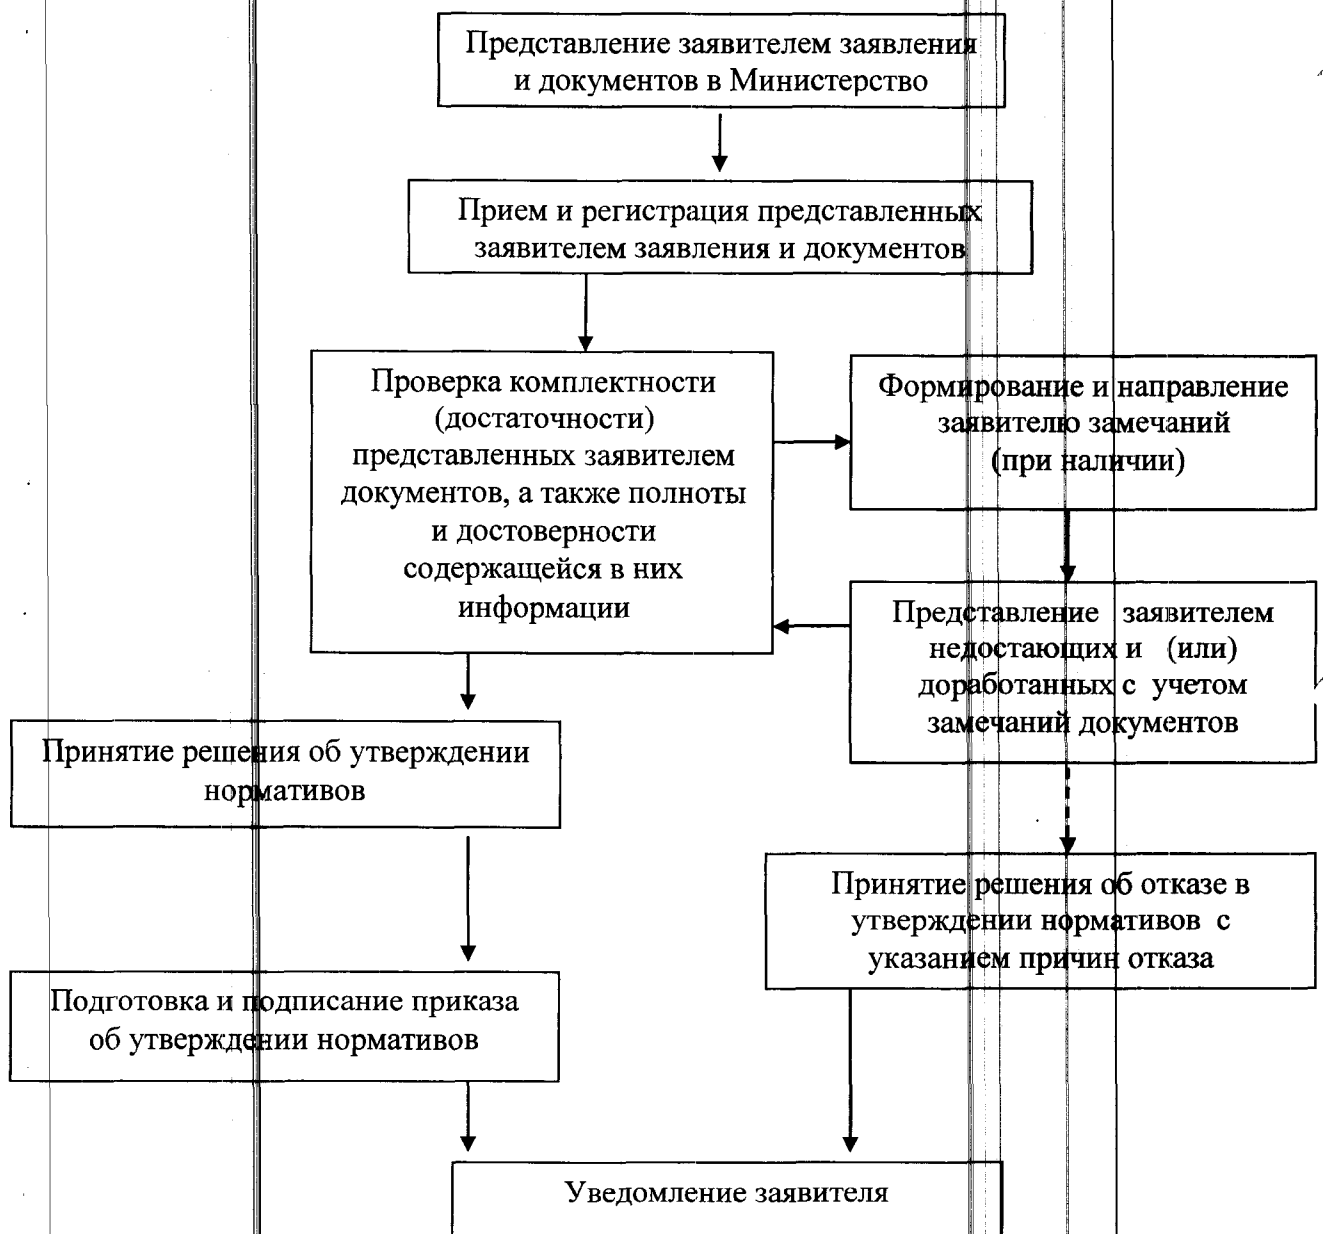 Представление заявителем заявления
и документов в Министерство
Прием и регистрация представленных
заявителем заявления и документов
Проверка комплектности
(достаточности)
представленных заявителем
документов, а также полноты
и достоверности
содержащейся в них
информации
Формирование и направление
заявителю замечаний
(при наличии)
Представление заявителем
недостающих и (или)
доработанных с учетом
замечаний документов
Принятие решения об утверждении
нормативов
Принятие решения об отказе в
утверждении нормативов с
указанием причин отказа
Подготовка и подписание приказа
об утверждении нормативов
Уведомление заявителя